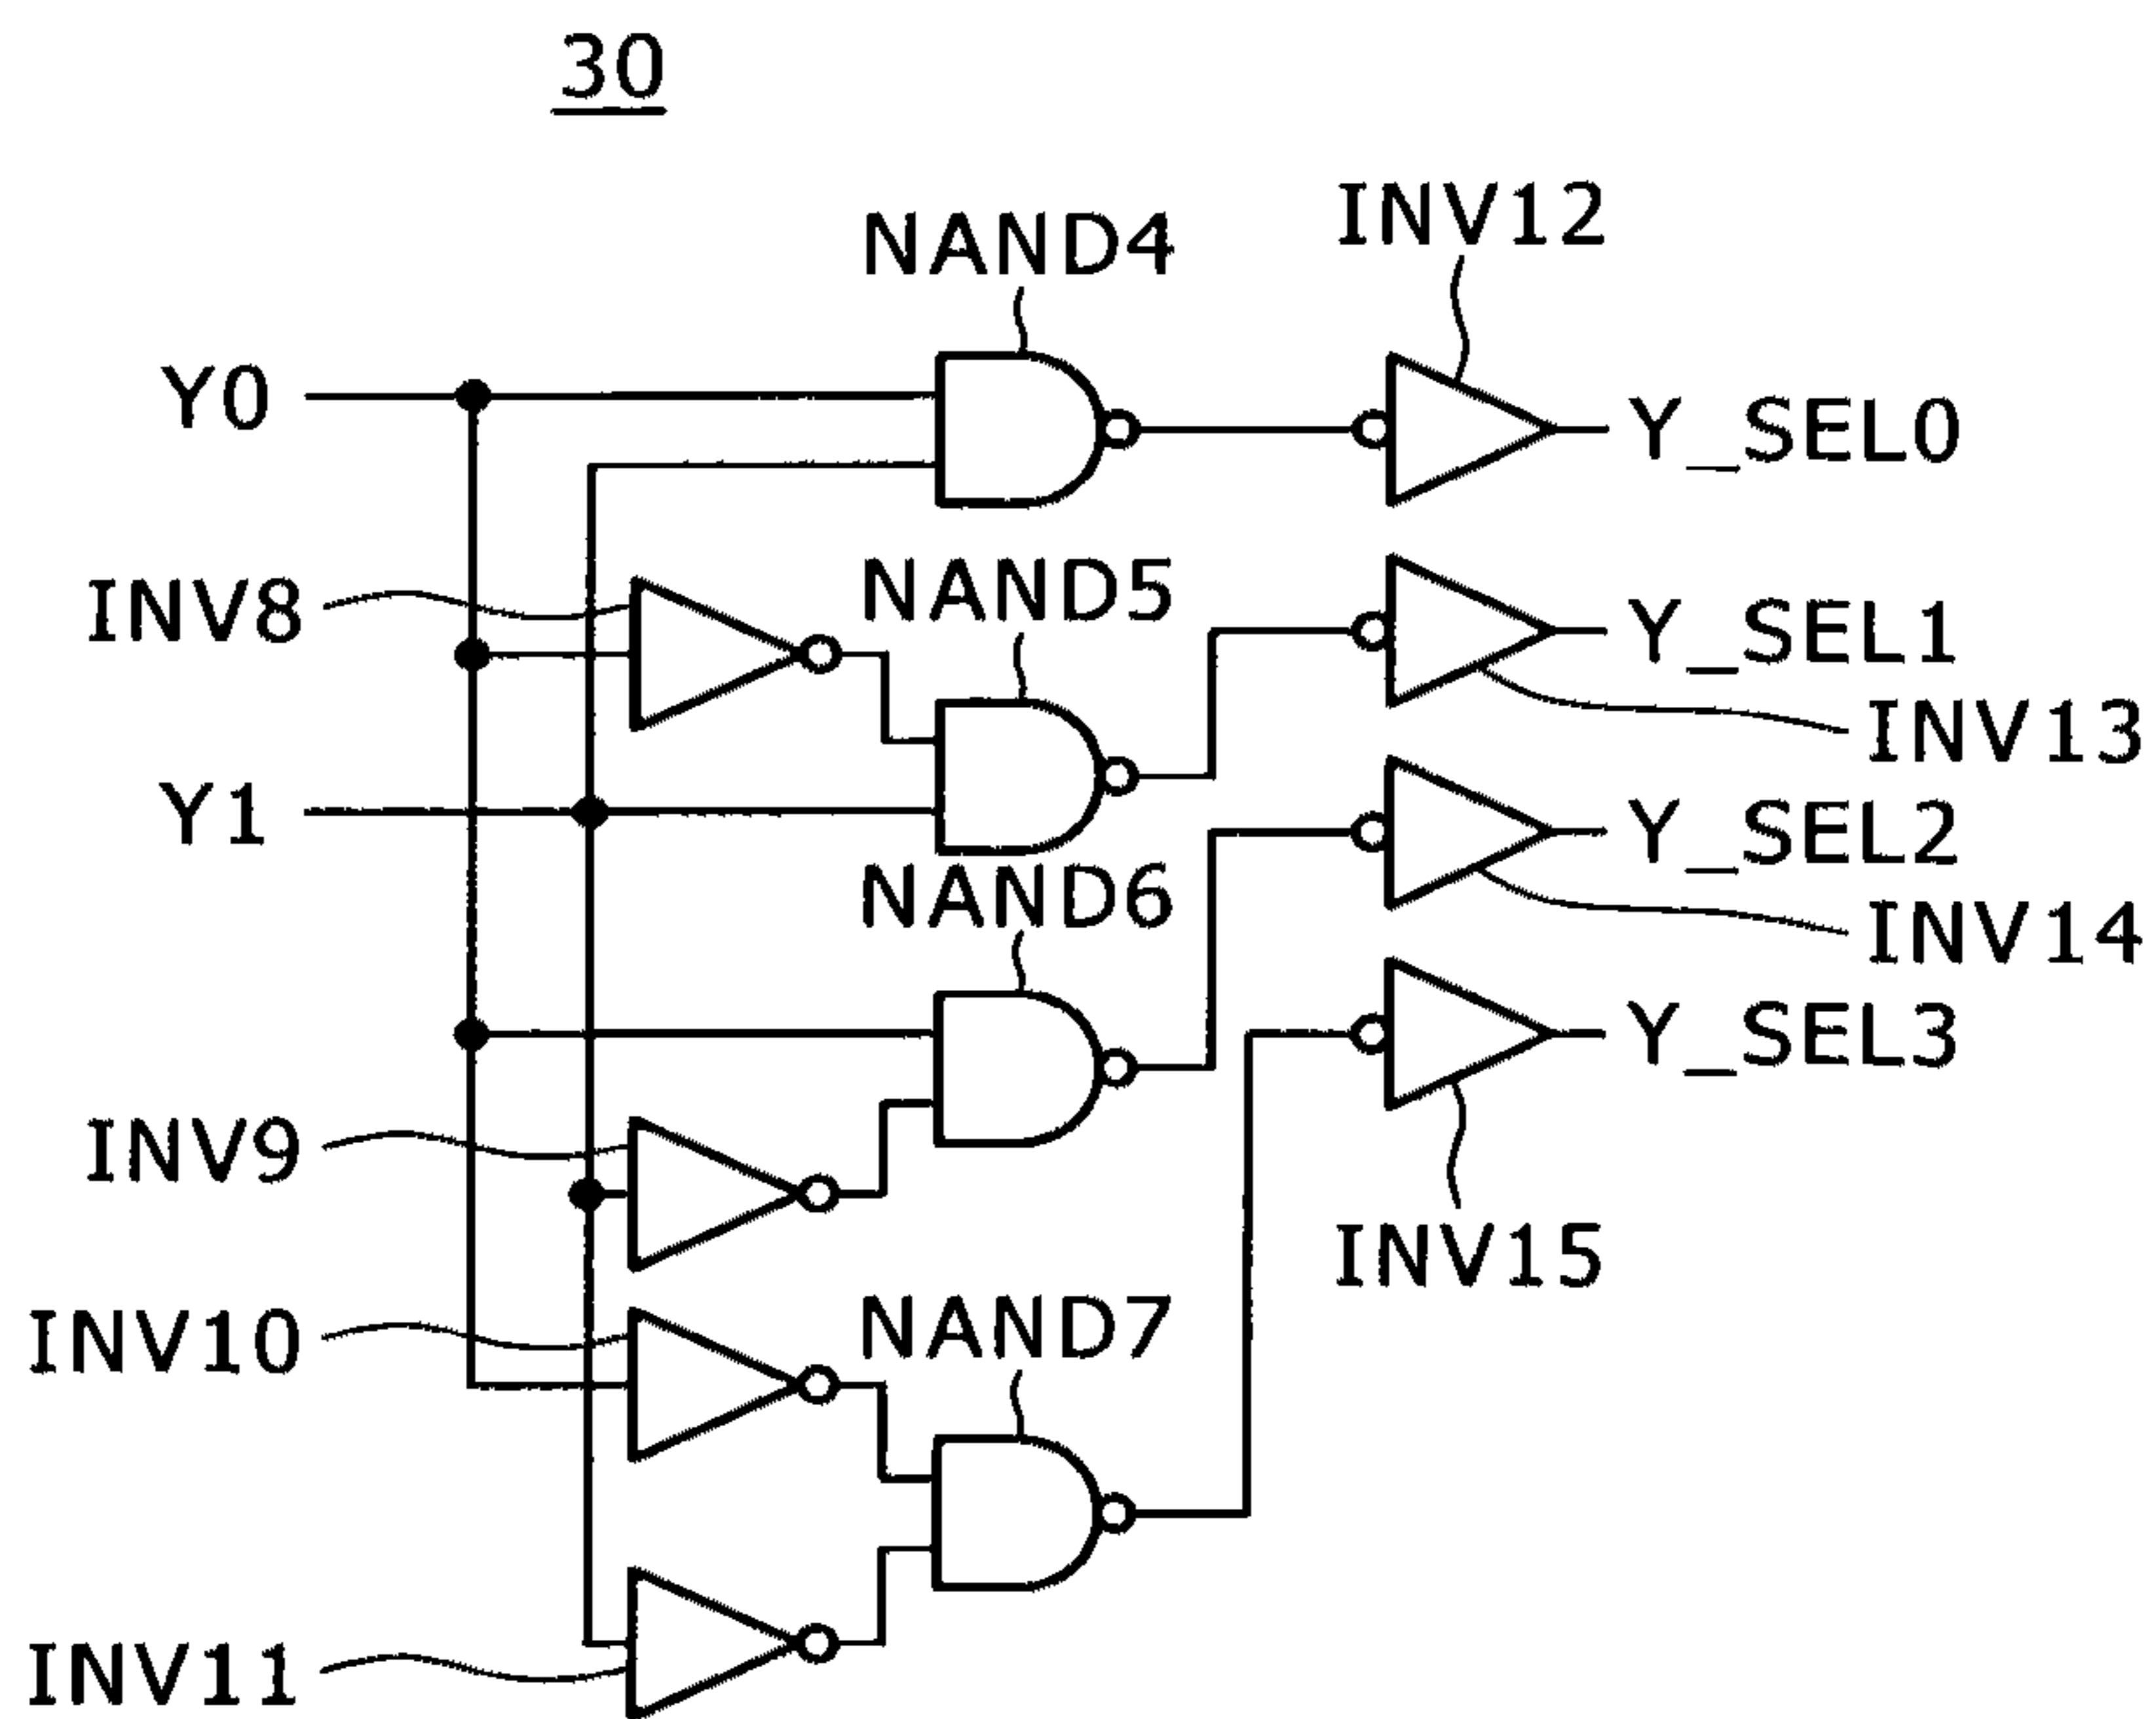 30
INV12
NAND4
Y0
Y_SEL0
NAND5
INV8
Y_SEL1
INV13
Y1
Y_SEL2
NAND6
INV14
Y_SEL3
INV9
INV15
INV10
NAND7
INV11